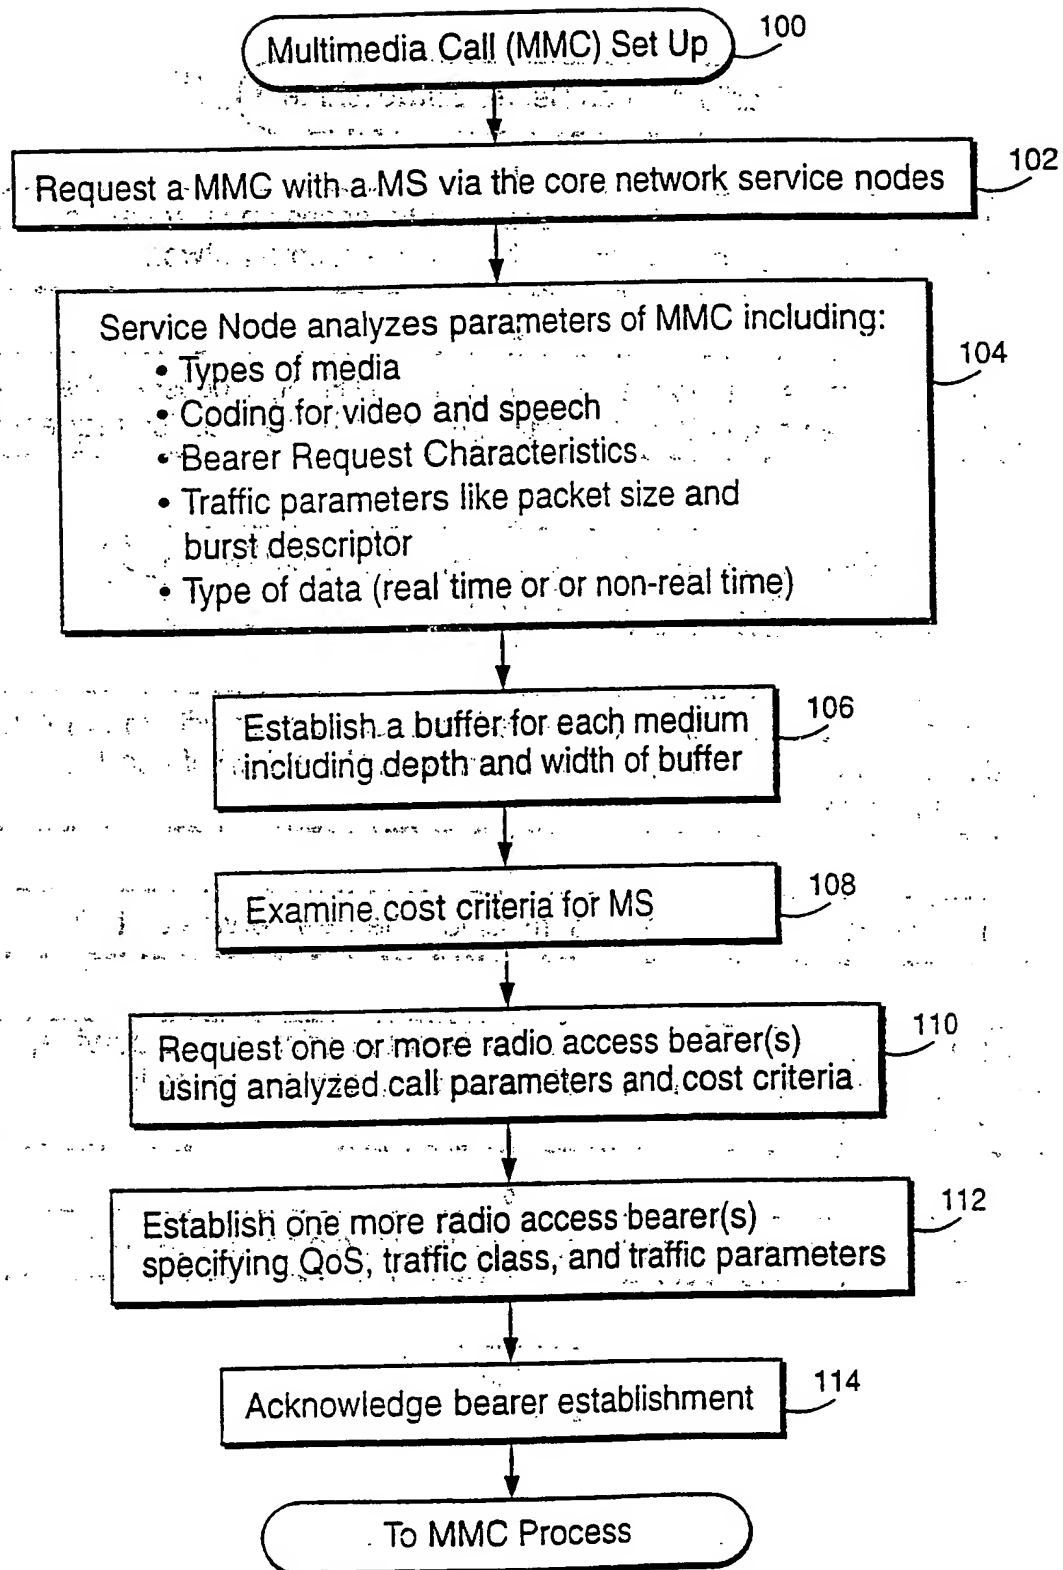 Multimedia Call (MMC) Set Up
100
Request a MMC with a MS via the core network service nodes
102
Service Node analyzes parameters of MMC including:
• Types of media
• Coding for video and speech
• Bearer Request Characteristics
• Traffic parameters like packet size and
burst descriptor
• Type of data (real time or or non-real time)
104
Establish a buffer for each medium
including depth and width of buffer
106
Examine cost criteria for MS
108
Request one or more radio access bearer(s)
using analyzed call parameters and cost criteria
110
Establish one more radio access bearer(s)
specifying QoS, traffic class, and traffic parameters
112
Acknowledge bearer establishment
114
To MMC Process